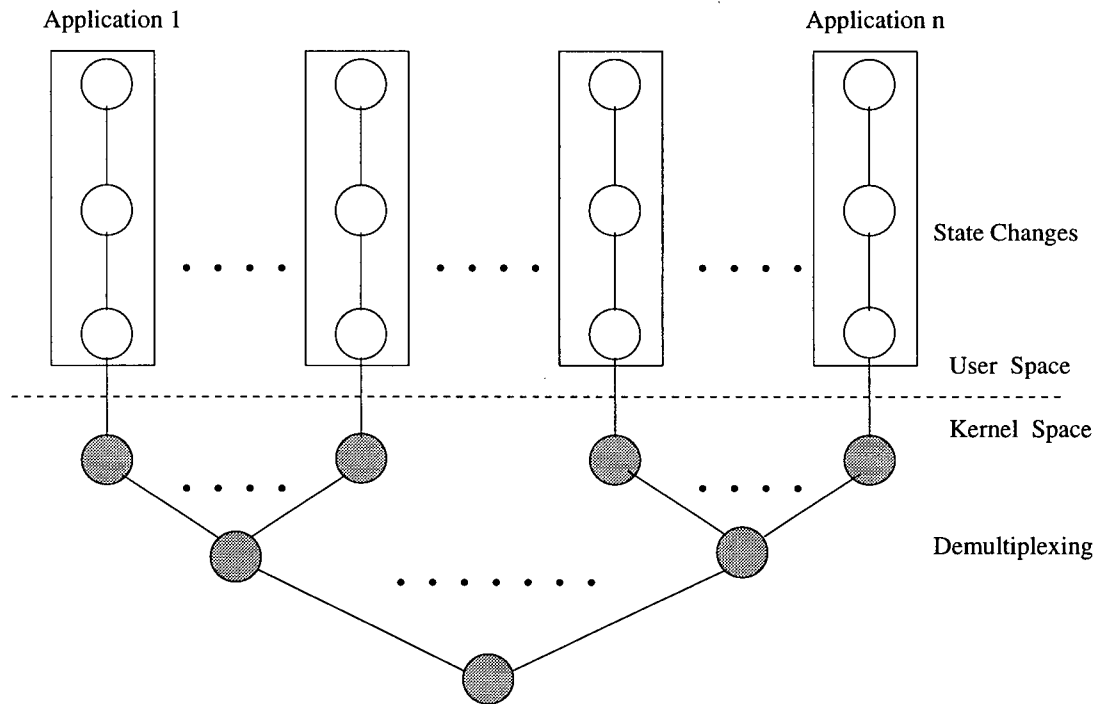 Application 1
Application n
State Changes
User Space
Kernel Space
Demultiplexing